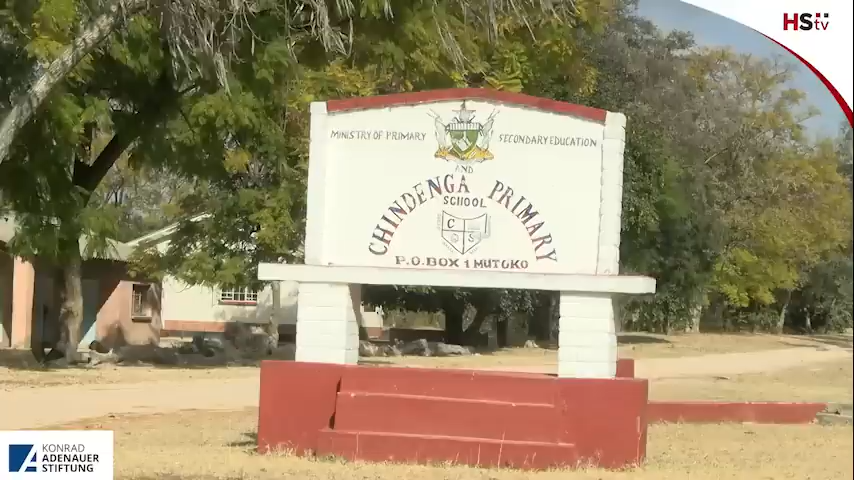 HStv
MINISTRY OF PRIMARY
AND
SECONDARY EDUCATION
CHINDENGA PRIMARY
SCHOOL
C S
P.O.BOX 1 MUTOKO
KONRAD
ADENAUER
STIFTUNG